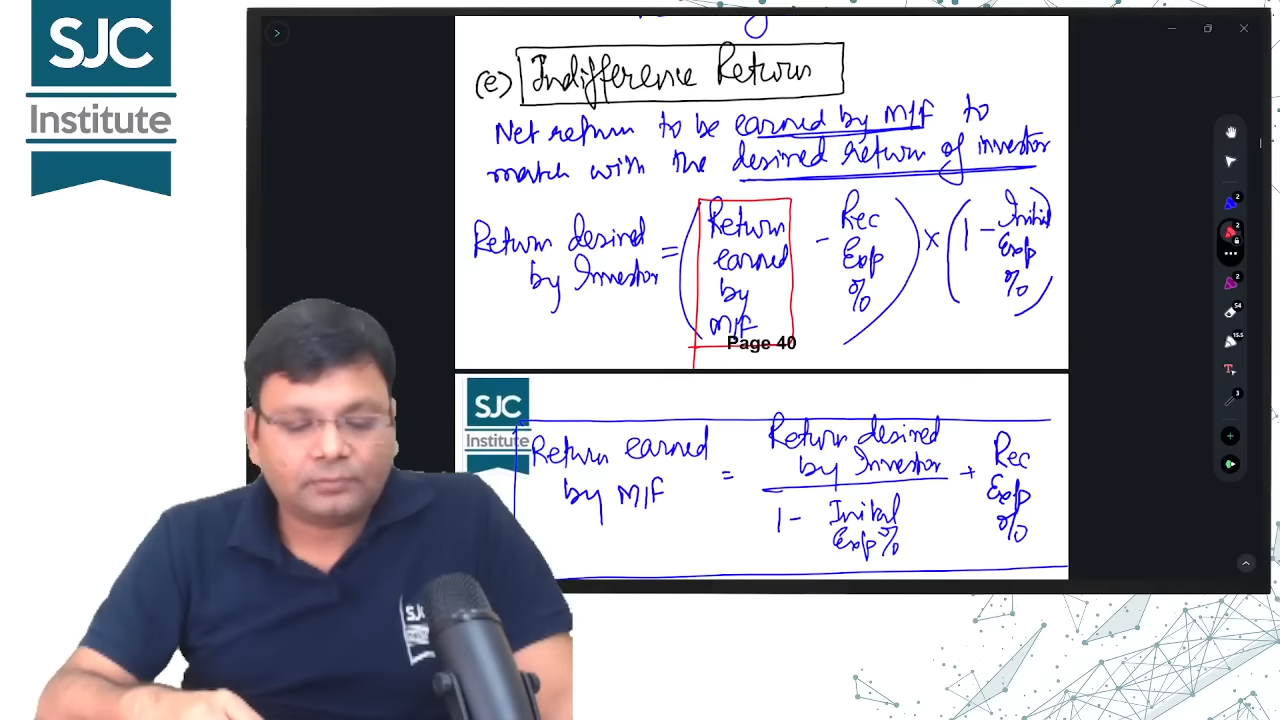 SJC
Institute
(e) Indifference Return
Net return to be earned by M/F to
match with the desired return of investor
Return desired by Investor = (Return earned by M/F - Rec Exp %) × (1 - Initial Exp %)
Page 40
SJC
Institute
Return earned by M/F = Return desired by Investor / 1 - Initial Exp % + Rec Exp %
SJC